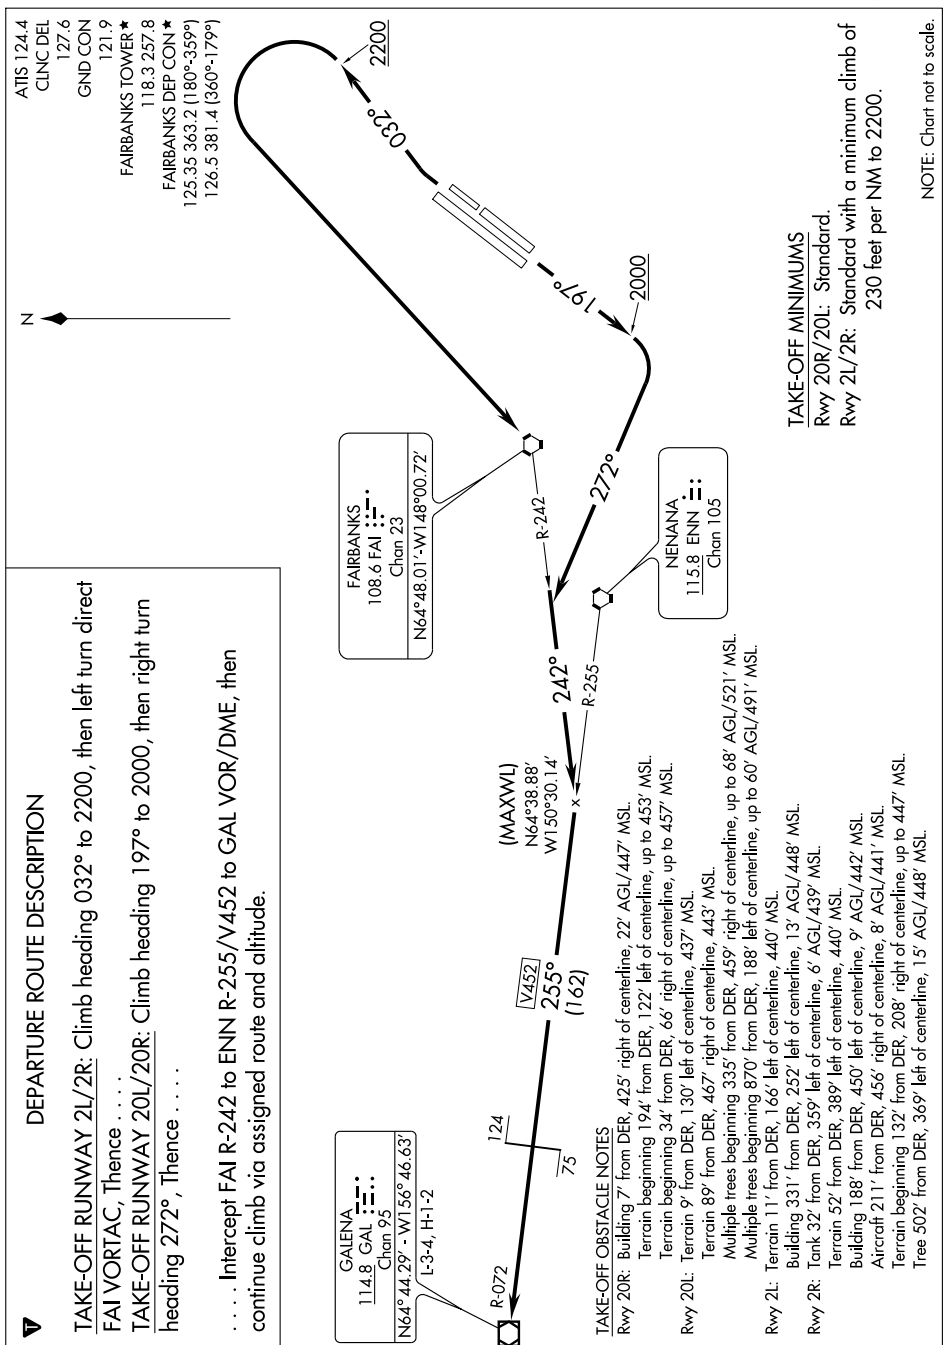 DEPARTURE ROUTE DESCRIPTION
TAKE-OFF RUNWAY 2L/2R: Climb heading 032° to 2200, then left turn direct
FAI VORTAC, Thence . . . .
TAKE-OFF RUNWAY 20L/20R: Climb heading 197° to 2000, then right turn
heading 272°, Thence . . . .
. . . . Intercept FAI R-242 to ENN R-255/V452 to GAL VOR/DME, then
continue climb via assigned route and altitude.
ATIS 124.4
CLNC DEL
127.6
GND CON
121.9
FAIRBANKS TOWER★
118.3 257.8
FAIRBANKS DEP CON★
125.35 363.2 (180°-359°)
126.5 381.4 (360°-179°)
N
2200
032°
197°
2000
272°
FAIRBANKS
108.6 FAI
Chan 23
N64°48.01'-W148°00.72'
R-242
NENANA
115.8 ENN
Chan 105
R-255
242°
(MAXWL)
N64°38.88'
W150°30.14'
x
V452
255°
(162)
124
75
GALENA
114.8 GAL
Chan 95
N64°44.29' - W156°46.63'
L-3-4, H-1-2
R-072
TAKE-OFF MINIMUMS
Rwy 20R/20L: Standard.
Rwy 2L/2R: Standard with a minimum climb of
230 feet per NM to 2200.
TAKE-OFF OBSTACLE NOTES
Rwy 20R: Building 7' from DER, 425' right of centerline, 22' AGL/447' MSL.
Terrain beginning 194' from DER, 122' left of centerline, up to 453' MSL.
Terrain beginning 34' from DER, 66' right of centerline, up to 457' MSL.
Rwy 20L: Terrain 9' from DER, 130' left of centerline, 437' MSL.
Terrain 89' from DER, 467' right of centerline, 443' MSL.
Multiple trees beginning 335' from DER, 459' right of centerline, up to 68' AGL/521' MSL.
Multiple trees beginning 870' from DER, 188' left of centerline, up to 60' AGL/491' MSL.
Rwy 2L: Terrain 111' from DER, 166' left of centerline, 440' MSL.
Building 331' from DER, 252' left of centerline, 13' AGL/448' MSL.
Rwy 2R: Tank 32' from DER, 359' left of centerline, 6' AGL/439' MSL.
Terrain 52' from DER, 389' left of centerline, 440' MSL.
Building 188' from DER, 450' left of centerline, 9' AGL/442' MSL.
Aircraft 211' from DER, 456' right of centerline, 8' AGL/441' MSL.
Terrain beginning 132' from DER, 208' right of centerline, up to 447' MSL.
Tree 502' from DER, 369' left of centerline, 15' AGL/448' MSL.
NOTE: Chart not to scale.